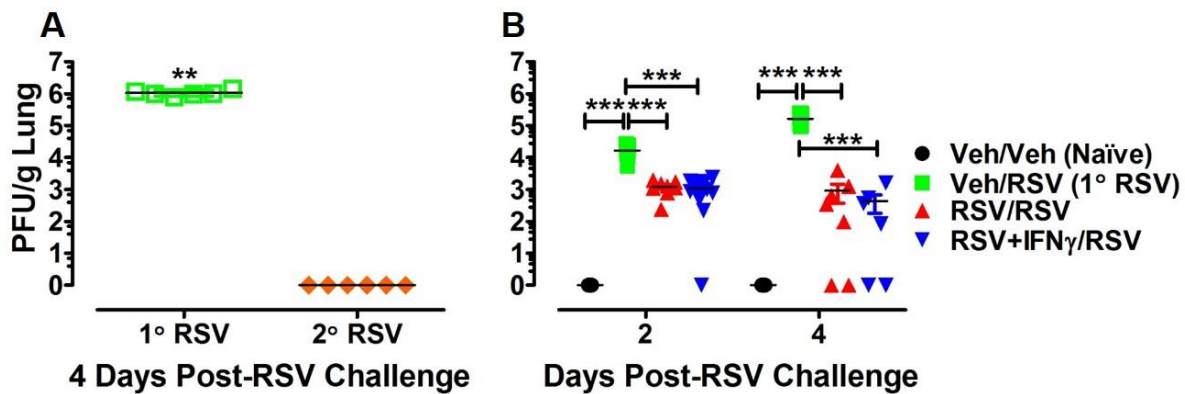 A
PFU/g Lung
7
6
5
4
3
2
1
0
**
1° RSV
2° RSV
4 Days Post-RSV Challenge
B
7
6
5
4
3
2
1
0
***
***
***
***
***
***
2
4
Days Post-RSV Challenge
Veh/Veh (Naïve)
Veh/RSV (1° RSV)
RSV/RSV
RSV+IFNγ/RSV